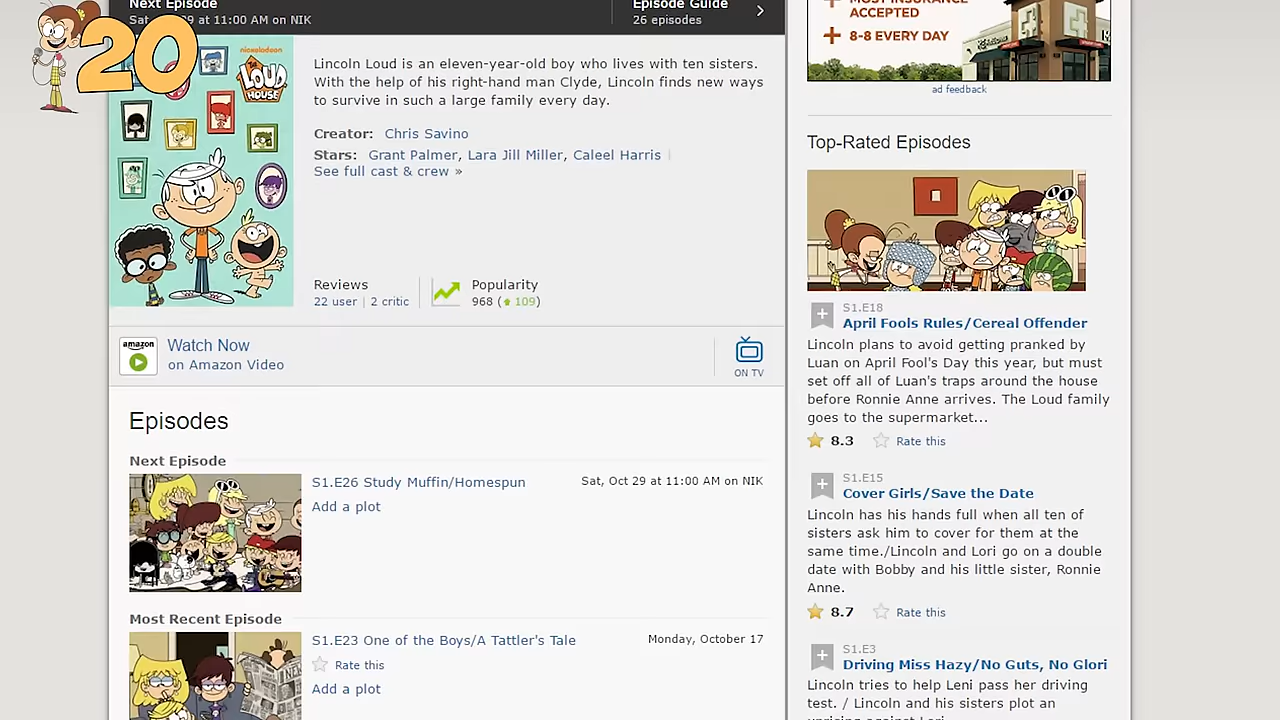 Next Episode
Sat, Oct 29 at 11:00 AM on NIK
Episode Guide
26 episodes
20
nickelodeon
the LOUD HOUSE
Lincoln Loud is an eleven-year-old boy who lives with ten sisters.
With the help of his right-hand man Clyde, Lincoln finds new ways
to survive in such a large family every day.
Creator: Chris Savino
Stars: Grant Palmer, Lara Jill Miller, Caleel Harris |
See full cast & crew »
Reviews
22 user | 2 critic
Popularity
968 (109)
amazon
Watch Now
on Amazon Video
ON TV
Episodes
Next Episode
S1.E26 Study Muffin/Homespun
Sat, Oct 29 at 11:00 AM on NIK
Add a plot
Most Recent Episode
S1.E23 One of the Boys/A Tattler's Tale
Monday, October 17
Rate this
Add a plot
MOST INSURANCE
ACCEPTED
8-8 EVERY DAY
ad feedback
Top-Rated Episodes
S1.E18
April Fools Rules/Cereal Offender
Lincoln plans to avoid getting pranked by
Luan on April Fool's Day this year, but must
set off all of Luan's traps around the house
before Ronnie Anne arrives. The Loud family
goes to the supermarket...
8.3 Rate this
S1.E15
Cover Girls/Save the Date
Lincoln has his hands full when all ten of
sisters ask him to cover for them at the
same time./Lincoln and Lori go on a double
date with Bobby and his little sister, Ronnie
Anne.
8.7 Rate this
S1.E3
Driving Miss Hazy/No Guts, No Glori
Lincoln tries to help Leni pass her driving
test. / Lincoln and his sisters plot an
uprising against Lori